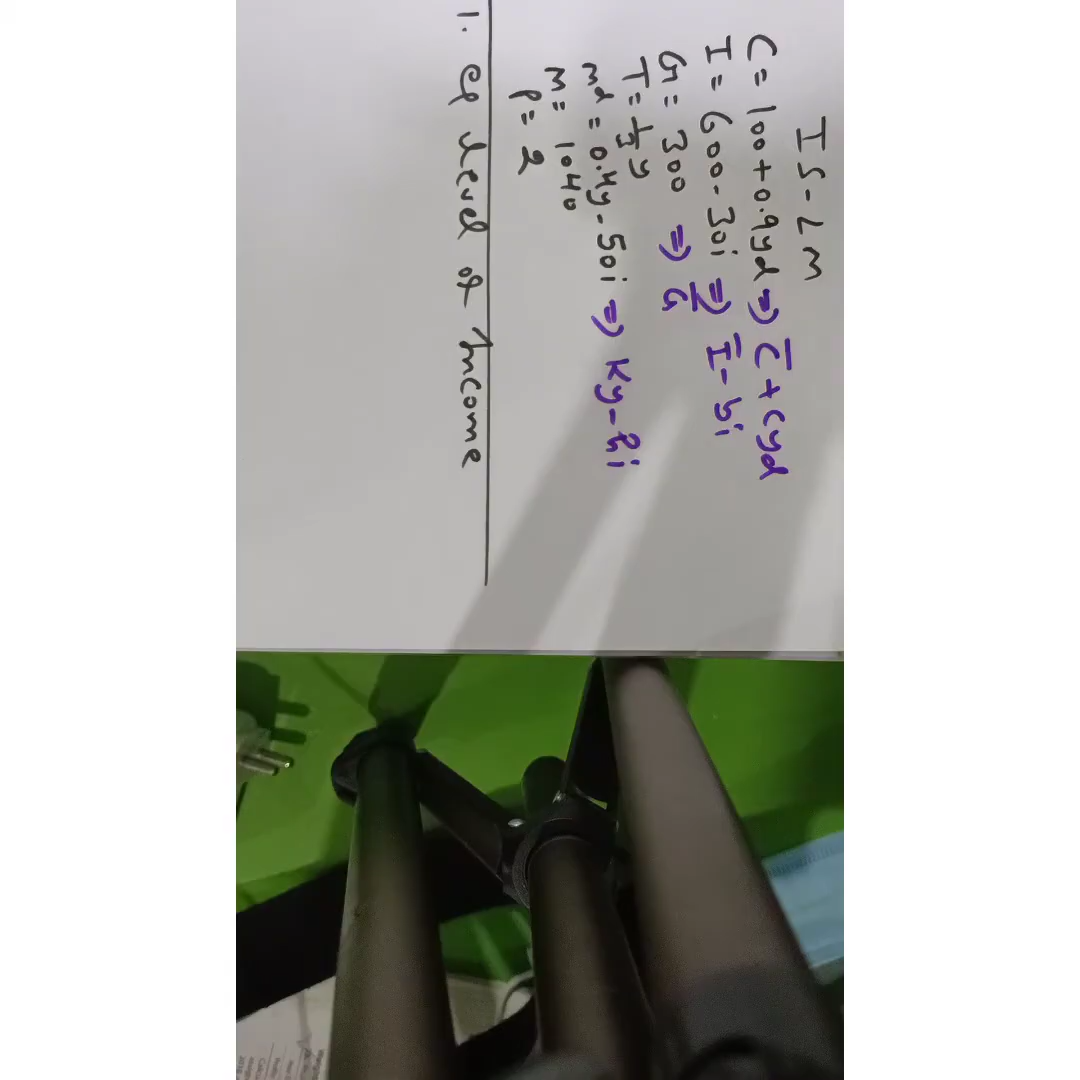 IS-LM
C = 100 + 0.9yd ⇒ C̅ + cyd
I = 600 - 30i ⇒ I̅ - bi
G = 300 ⇒ G̅
T = 1/3 y
md = 0.4y - 50i ⇒ Ky - hi
m = 1040
P = 2
1. eq level of Income